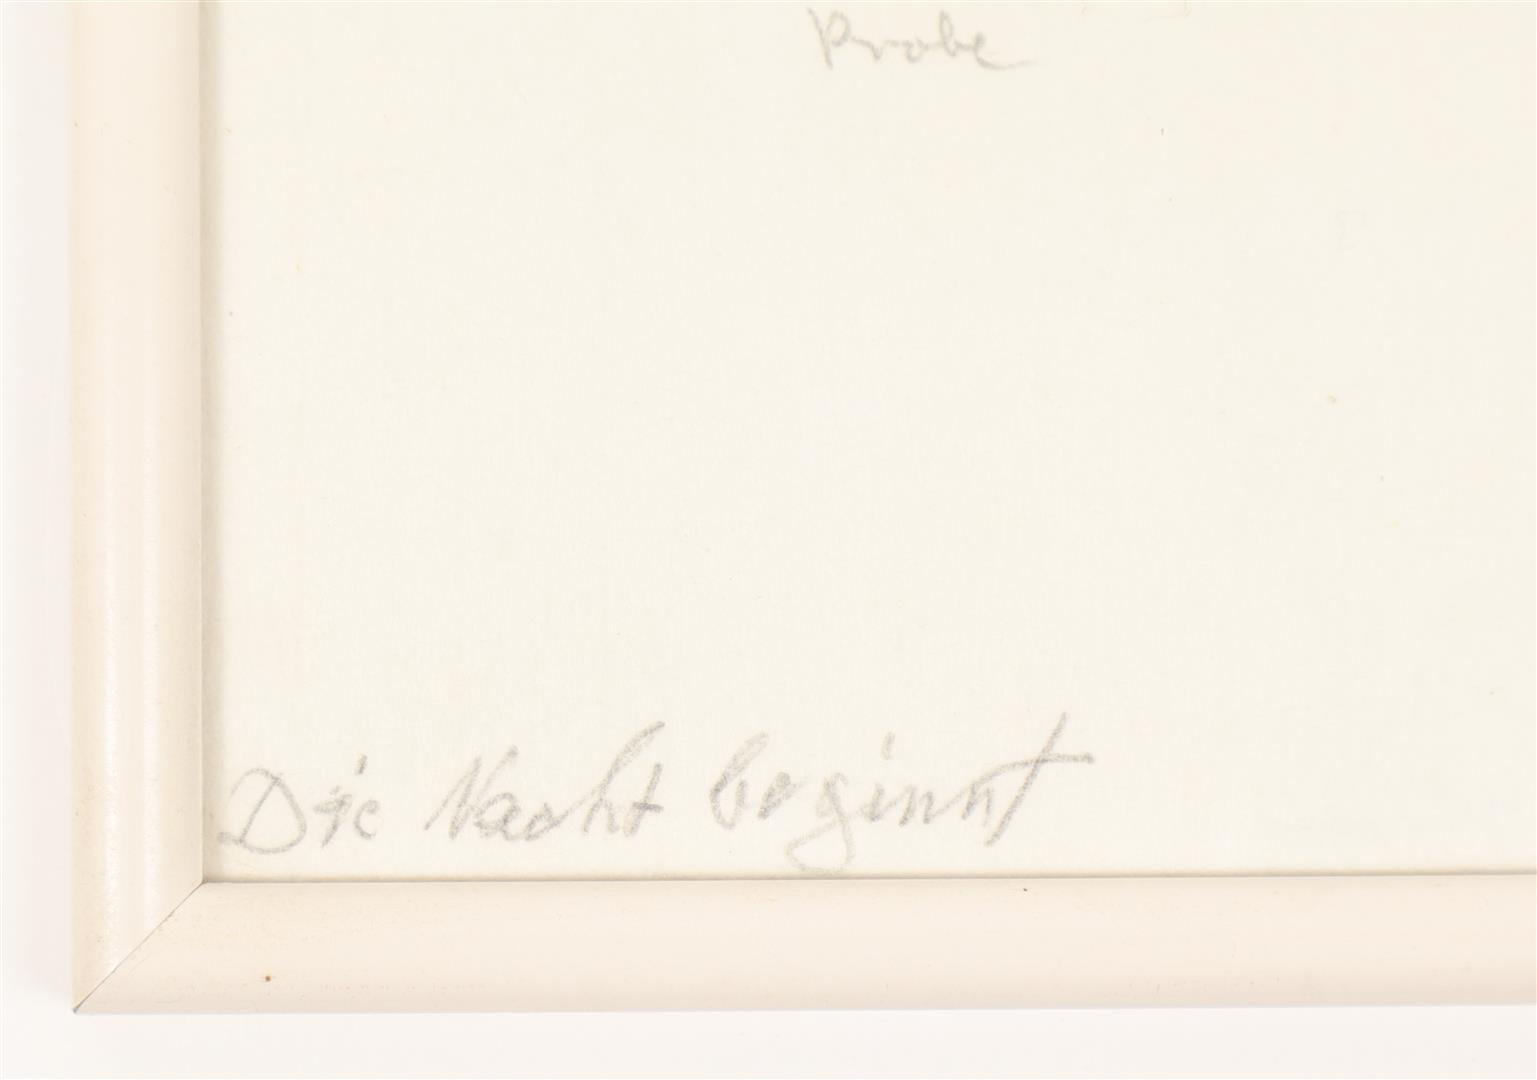 Probe
Die Nacht beginnt